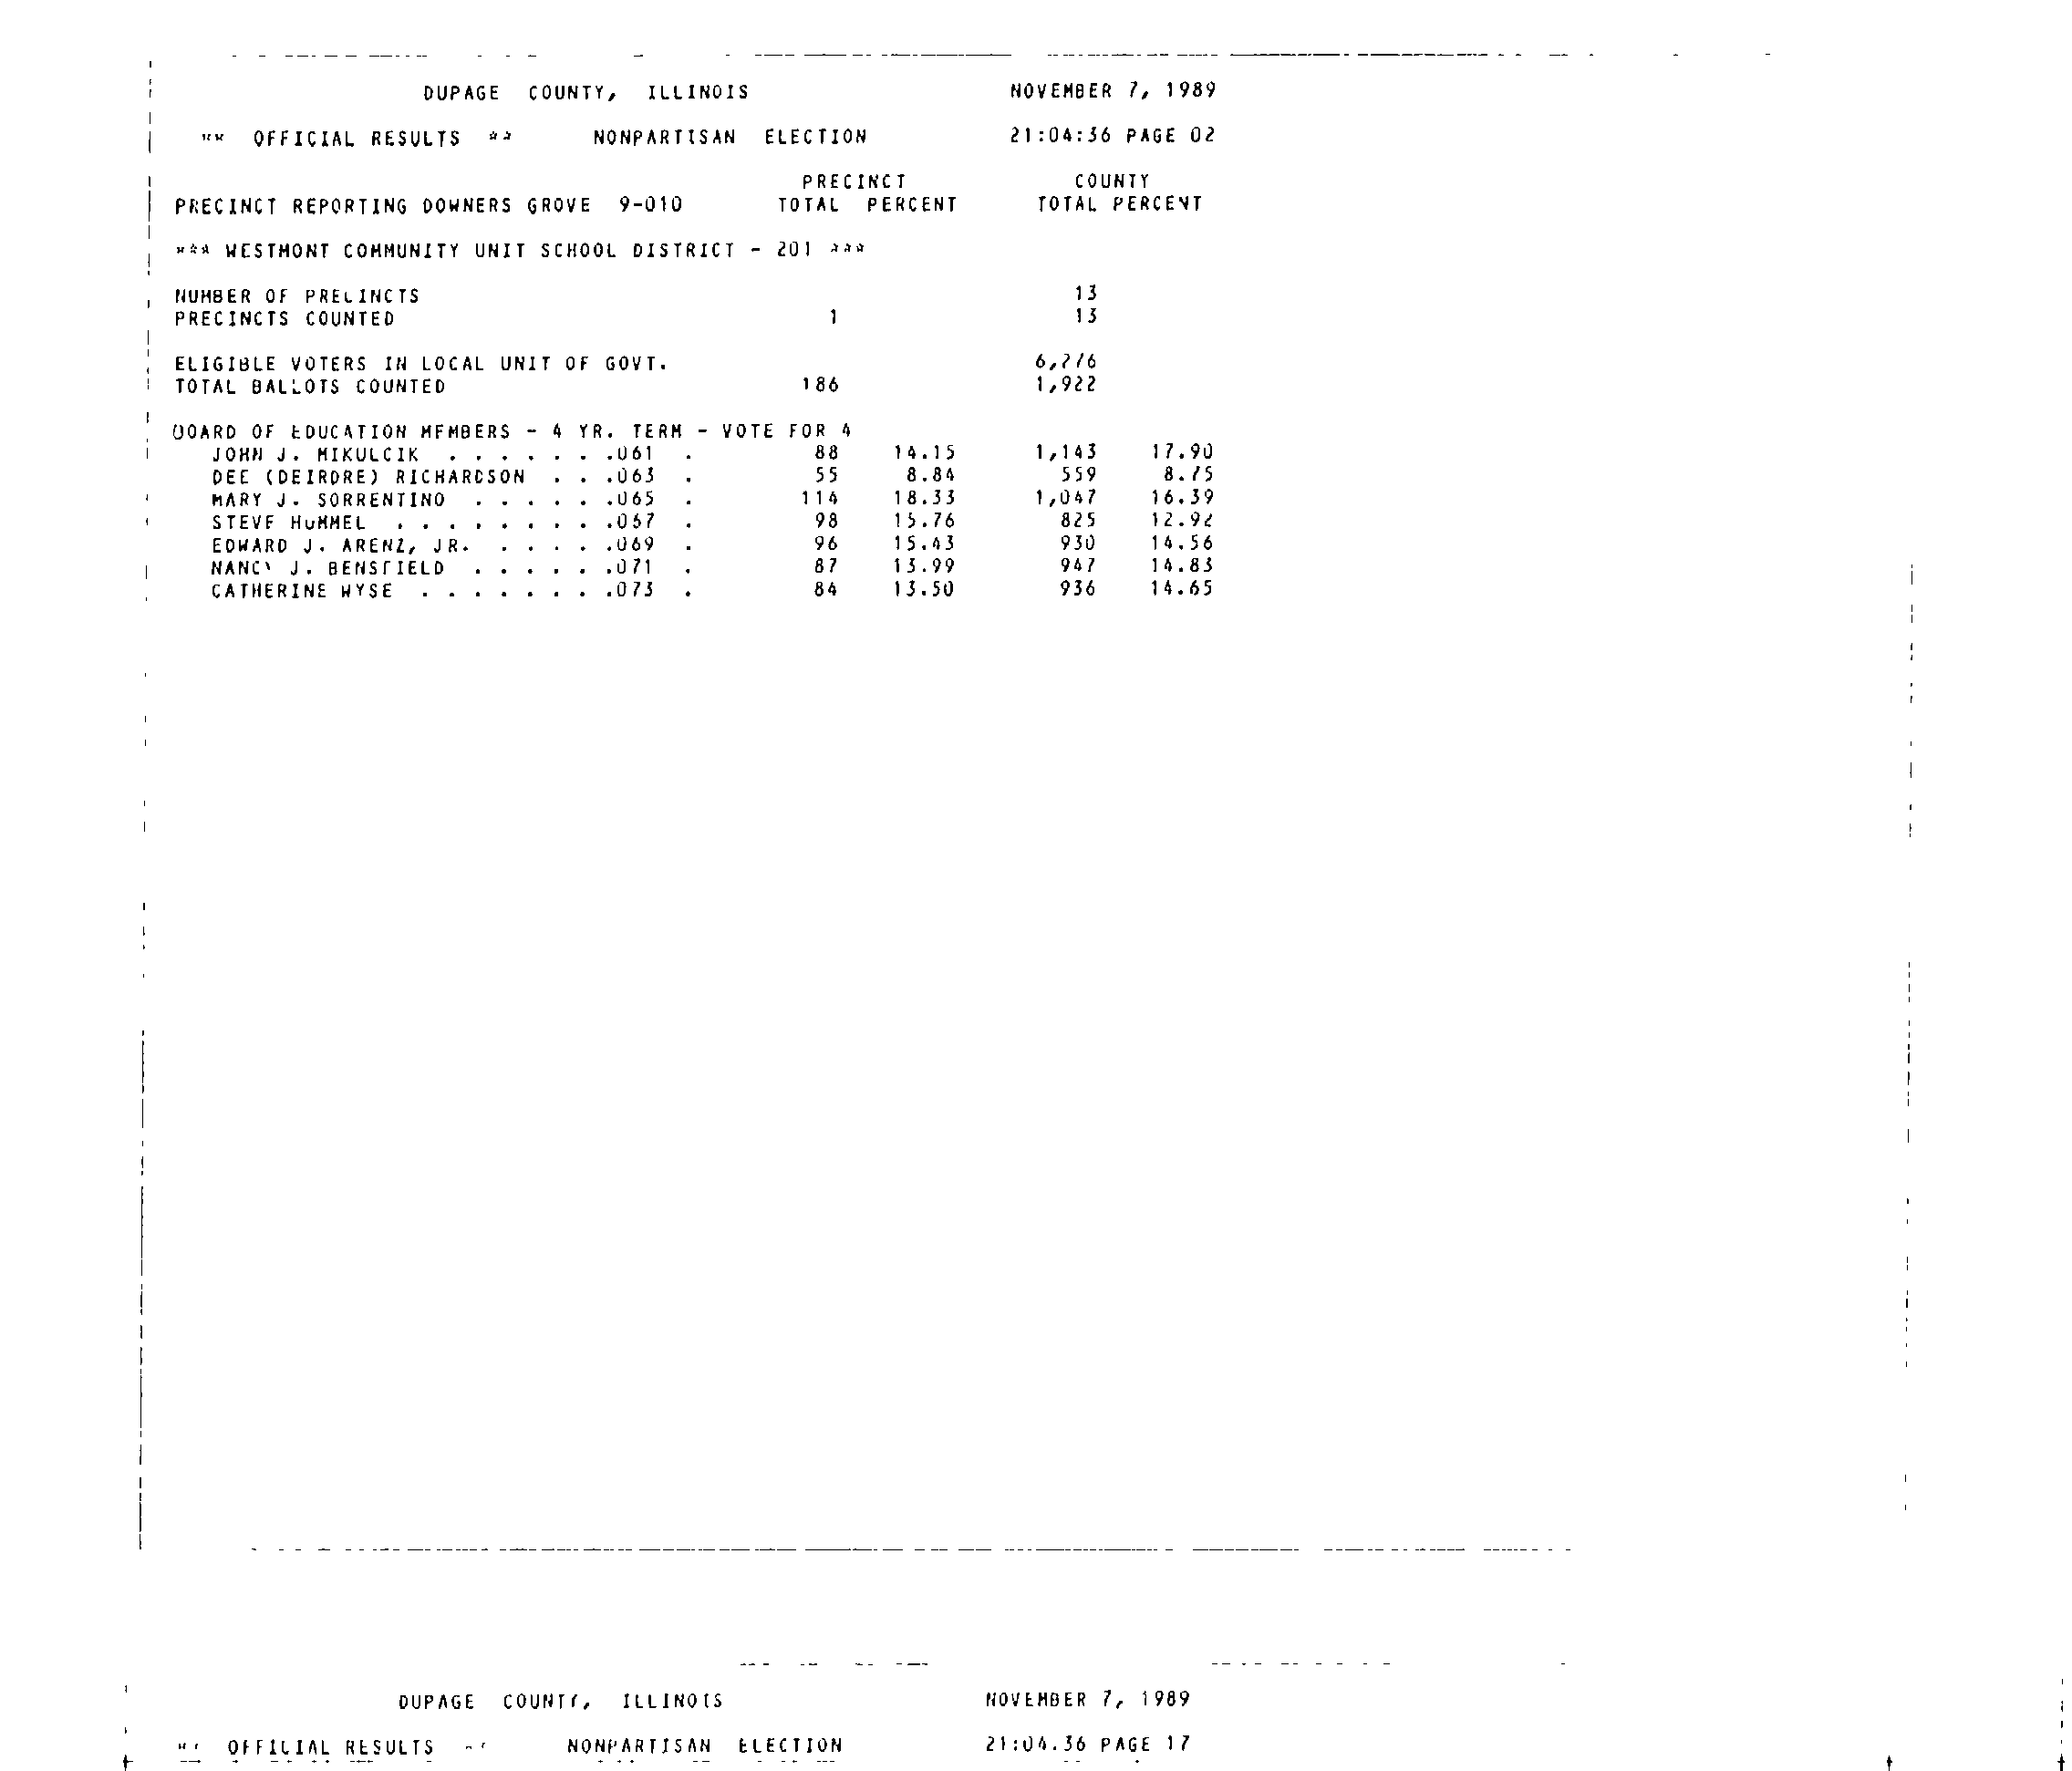 DUPAGE COUNTY, ILLINOIS NOVEMBER 7, 1989
** OFFICIAL RESULTS ** NONPARTISAN ELECTION 21:04:36 PAGE 02
PRECINCT COUNTY
PRECINCT REPORTING DOWNERS GROVE 9-010 TOTAL PERCENT TOTAL PERCENT
*** WESTMONT COMMUNITY UNIT SCHOOL DISTRICT - 201 ***
NUMBER OF PRECINCTS 13
PRECINCTS COUNTED 1 13
ELIGIBLE VOTERS IN LOCAL UNIT OF GOVT. 6,276
TOTAL BALLOTS COUNTED 186 1,922
BOARD OF EDUCATION MEMBERS - 4 YR. TERM - VOTE FOR 4
JOHN J. MIKULCIK . . . . . . .061 . 88 14.15 1,143 17.90
DEE (DEIRDRE) RICHARDSON . . .063 . 55 8.84 559 8.75
MARY J. SORRENTINO . . . . . .065 . 114 18.33 1,047 16.39
STEVE HUMMEL . . . . . . . . .067 . 98 15.76 825 12.92
EDWARD J. ARENZ, JR. . . . . .069 . 96 15.43 930 14.56
NANCY J. BENSFIELD . . . . . .071 . 87 13.99 947 14.83
CATHERINE WYSE . . . . . . . .073 . 84 13.50 936 14.65
DUPAGE COUNTY, ILLINOIS NOVEMBER 7, 1989
** OFFICIAL RESULTS ** NONPARTISAN ELECTION 21:04.36 PAGE 17